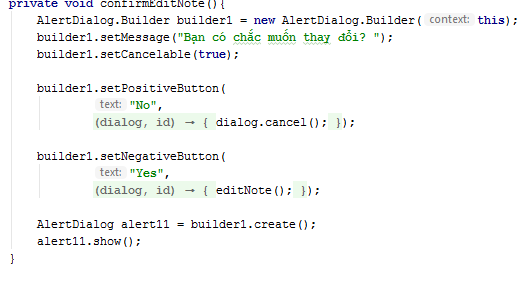 private void confirmEditNote(){
AlertDialog.Builder builder1 = new AlertDialog.Builder( context: this);
builder1.setMessage("Bạn có chắc muốn thay đổi? ");
builder1.setCancelable(true);
builder1.setPositiveButton(
text: "No",
(dialog, id) → { dialog.cancel(); });
builder1.setNegativeButton(
text: "Yes",
(dialog, id) → { editNote(); });
AlertDialog alert11 = builder1.create();
alert11.show();
}